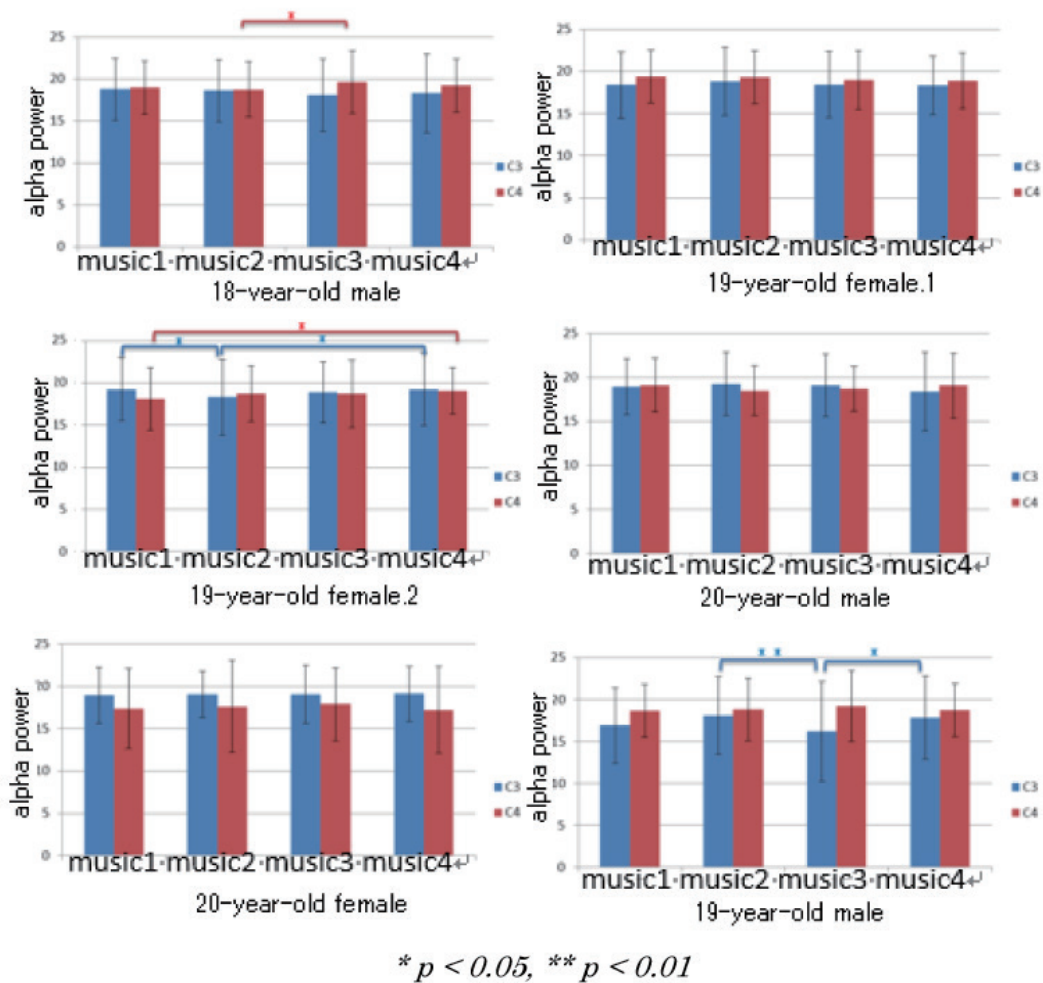 *
alpha power
25
20
15
10
5
0
C3
C4
music1·music2·music3·music4↵
18-year-old male
alpha power
25
20
15
10
5
0
C3
C4
music1·music2·music3·music4↵
19-year-old female.1
* * *
alpha power
25
20
15
10
5
0
C3
C4
music1·music2·music3·music4↵
19-year-old female.2
alpha power
25
20
15
10
5
0
C3
C4
music1·music2·music3·music4↵
20-year-old male
alpha power
25
20
15
10
5
0
C3
C4
music1·music2·music3·music4↵
20-year-old female
** *
alpha power
25
20
15
10
5
0
C3
C4
music1·music2·music3·music4↵
19-year-old male
* p < 0.05, ** p < 0.01